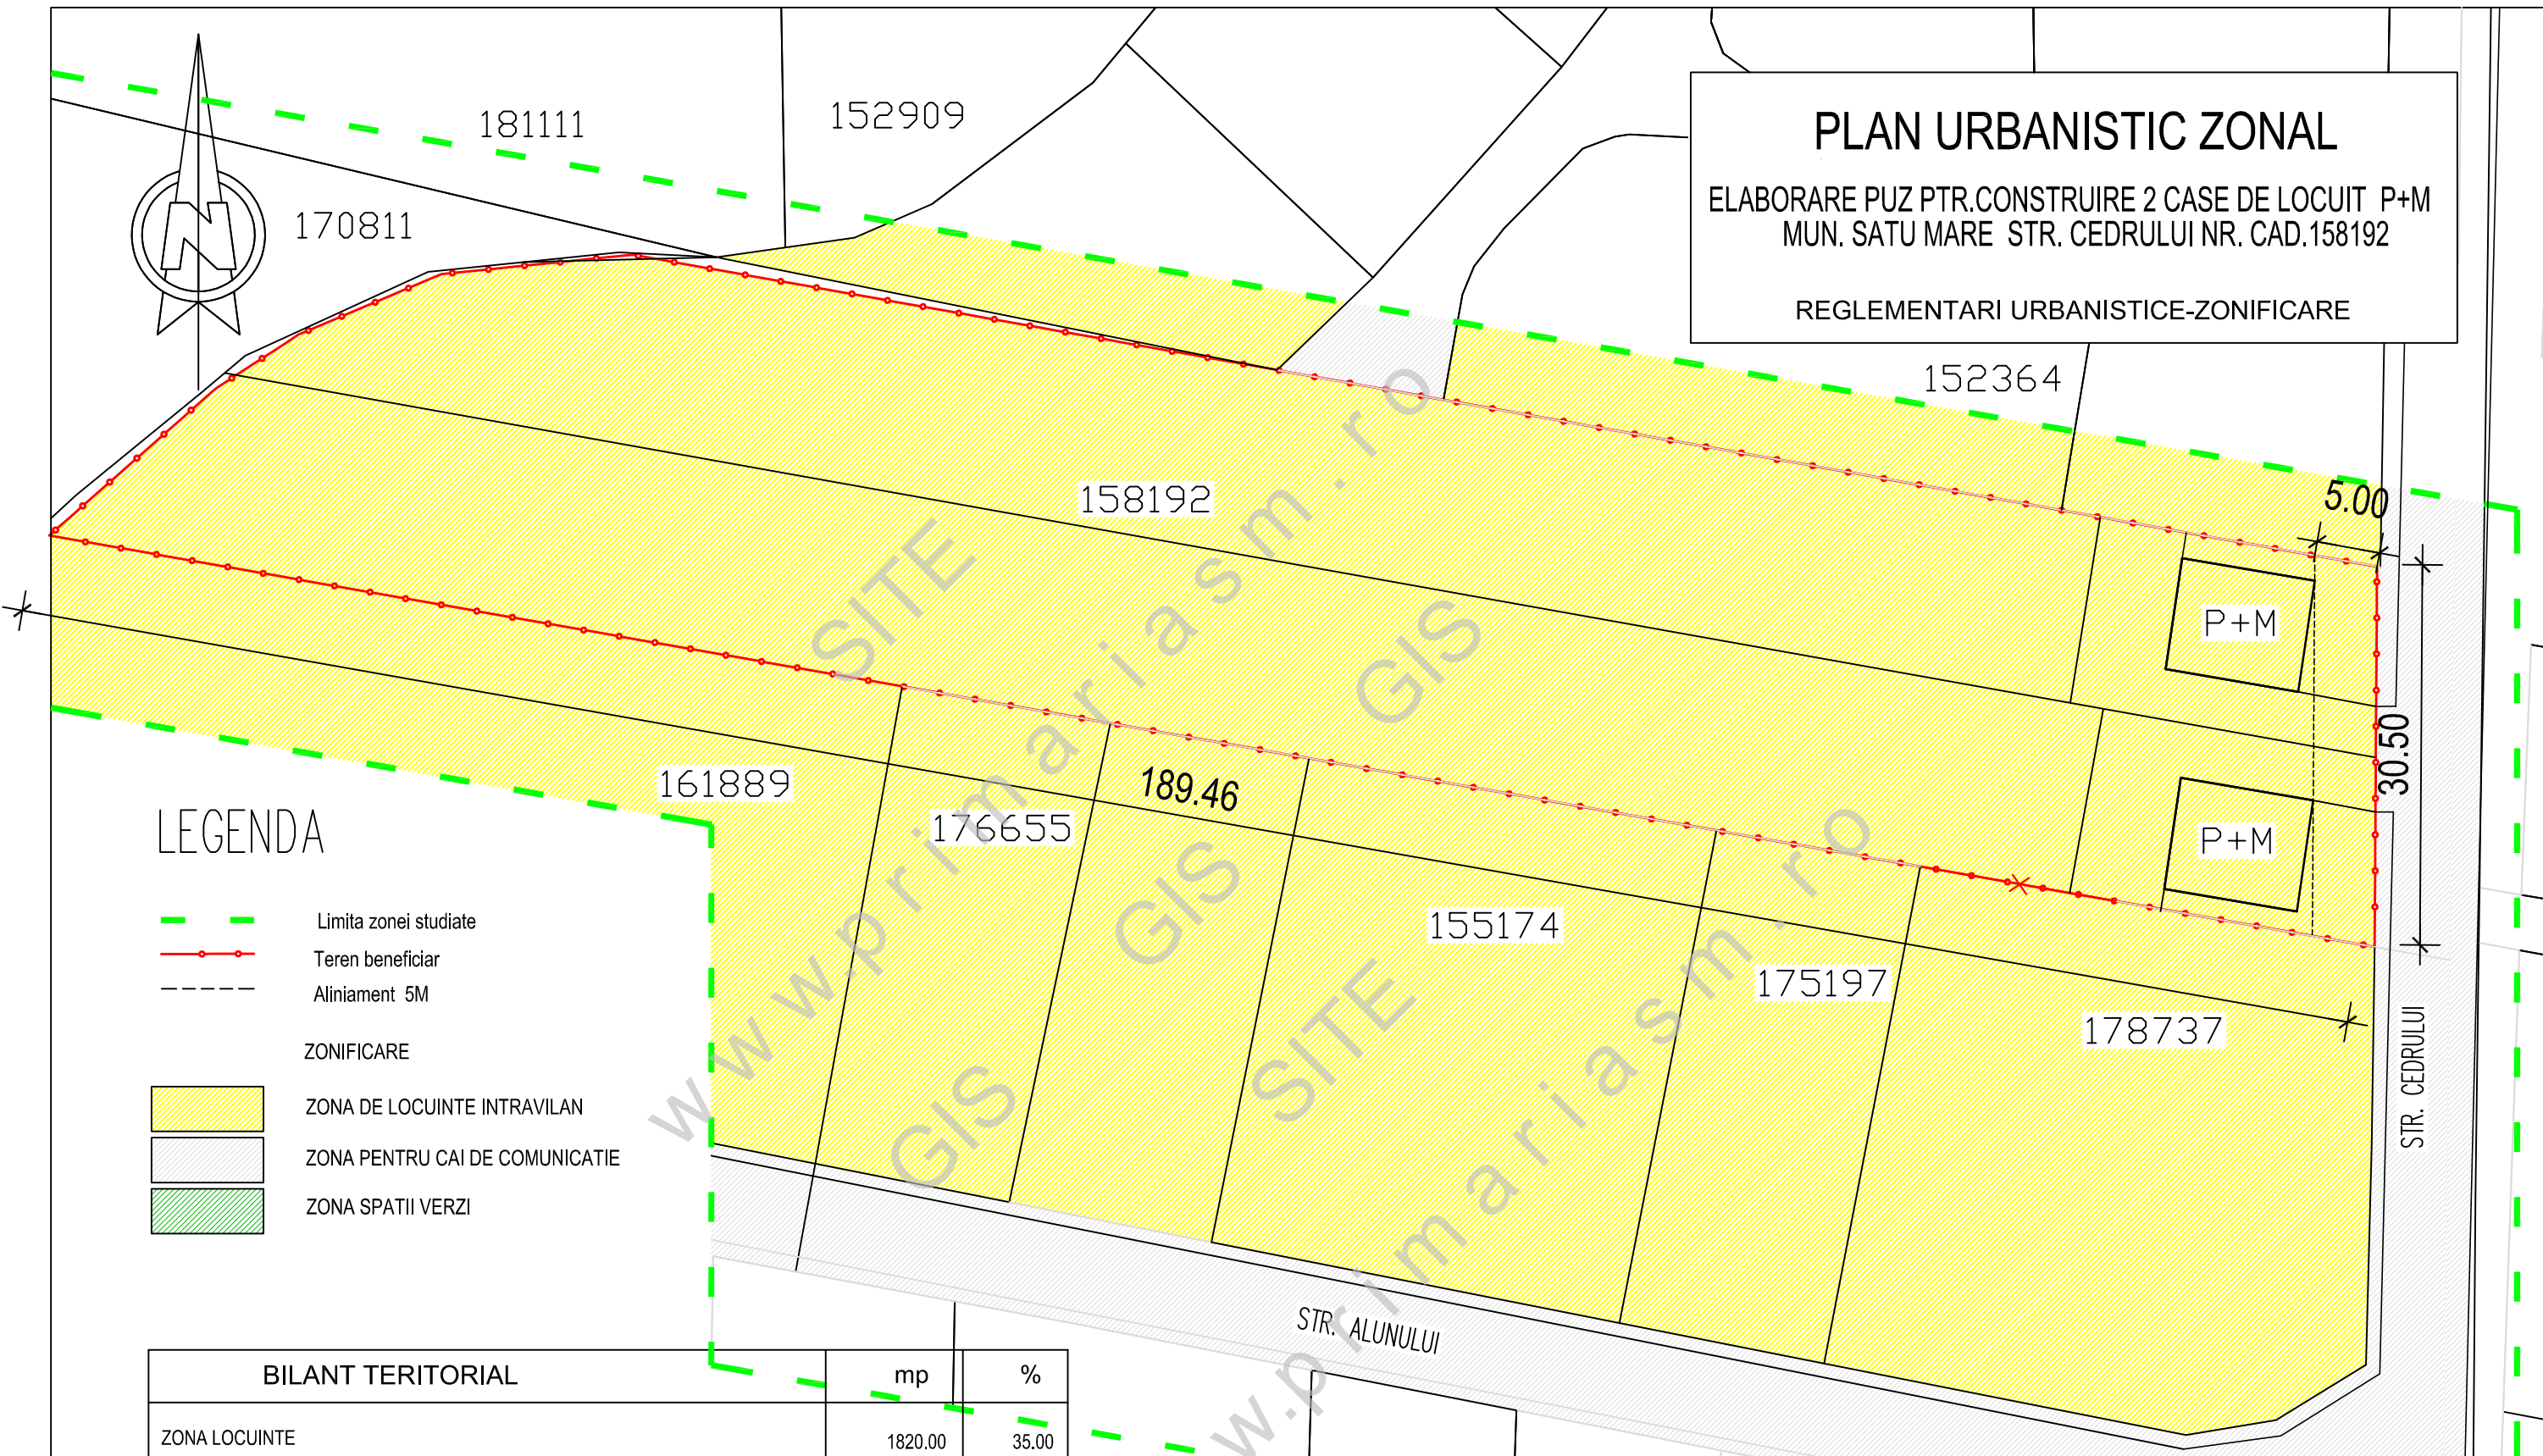 PLAN URBANISTIC ZONAL
ELABORARE PUZ PTR.CONSTRUIRE 2 CASE DE LOCUIT P+M
MUN. SATU MARE STR. CEDRULUI NR. CAD.158192
REGLEMENTARI URBANISTICE-ZONIFICARE
181111
152909
170811
N
152364
5.00
158192
P+M
30.50
P+M
161889
189.46
176655
155174
175197
178737
STR. CEDRULUI
STR. ALUNULUI
SITE
GIS
www.primariasm.ro
GIS
SITE
GIS
www.primariasm.ro
LEGENDA
Limita zonei studiate
Teren beneficiar
Aliniament 5M
ZONIFICARE
ZONA DE LOCUINTE INTRAVILAN
ZONA PENTRU CAI DE COMUNICATIE
ZONA SPATII VERZI
BILANT TERITORIAL mp %
ZONA LOCUINTE 1820.00 35.00